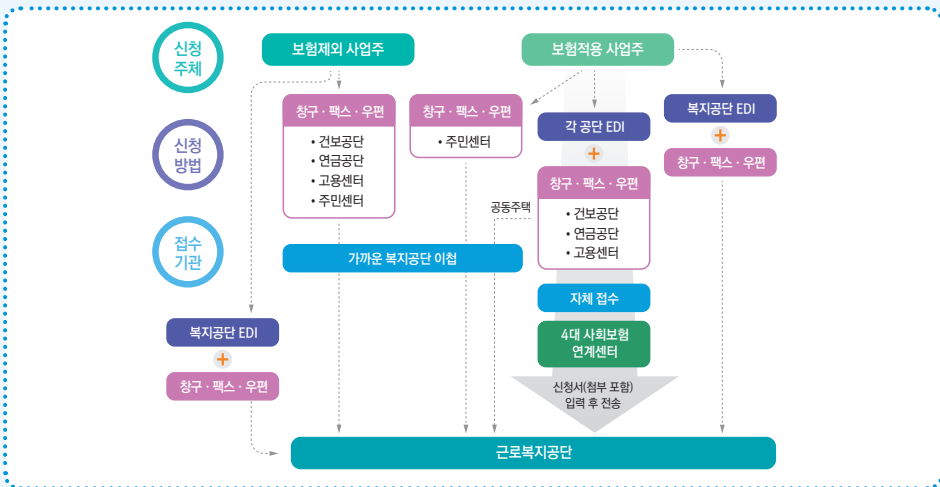 신청
주체
보험제외 사업주
보험적용 사업주
신청
방법
창구 · 팩스 · 우편
• 건보공단
• 연금공단
• 고용센터
• 주민센터
창구 · 팩스 · 우편
• 주민센터
각 공단 EDI
+
창구 · 팩스 · 우편
• 건보공단
• 연금공단
• 고용센터
복지공단 EDI
+
창구 · 팩스 · 우편
공동주택
접수
기관
가까운 복지공단 이첩
자체 접수
4대 사회보험
연계센터
신청서(첨부 포함)
입력 후 전송
복지공단 EDI
+
창구 · 팩스 · 우편
근로복지공단